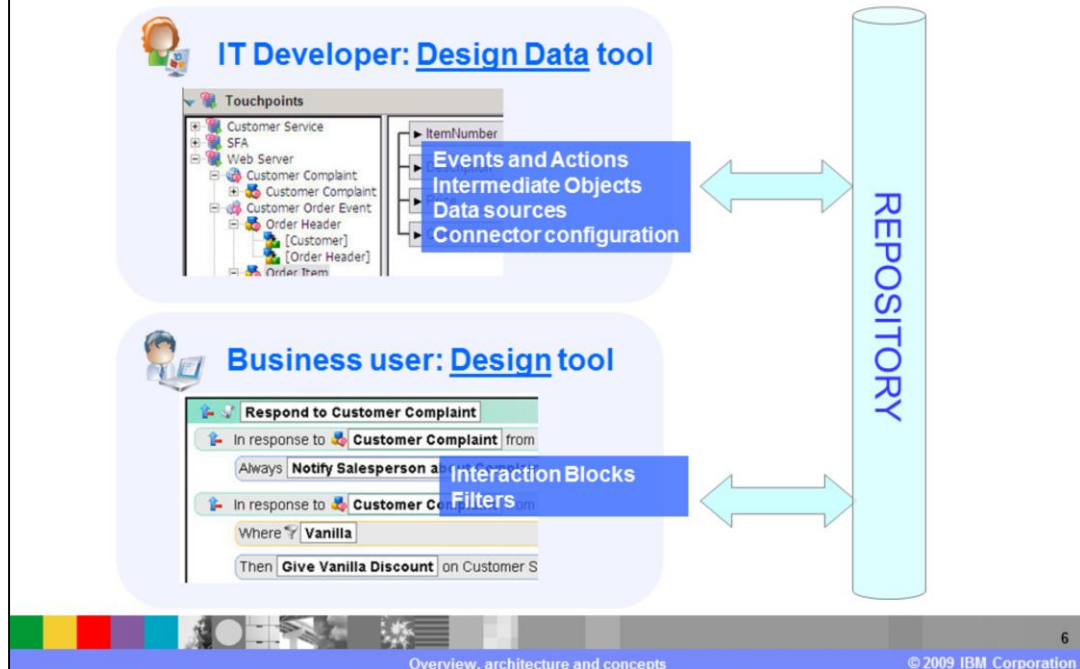 IT Developer: Design Data tool
Touchpoints
Customer Service
SFA
Web Server
Customer Complaint
Customer Complaint
Customer Order Event
Order Header
[Customer]
[Order Header]
Order Item
ItemNumber
Events and Actions
Intermediate Objects
Data sources
Connector configuration
REPOSITORY
Business user: Design tool
Respond to Customer Complaint
In response to Customer Complaint from
Always Notify Salesperson
Interaction Blocks
Filters
In response to Customer
Where Vanilla
Then Give Vanilla Discount on Customer S
6
Overview, architecture and concepts
© 2009 IBM Corporation